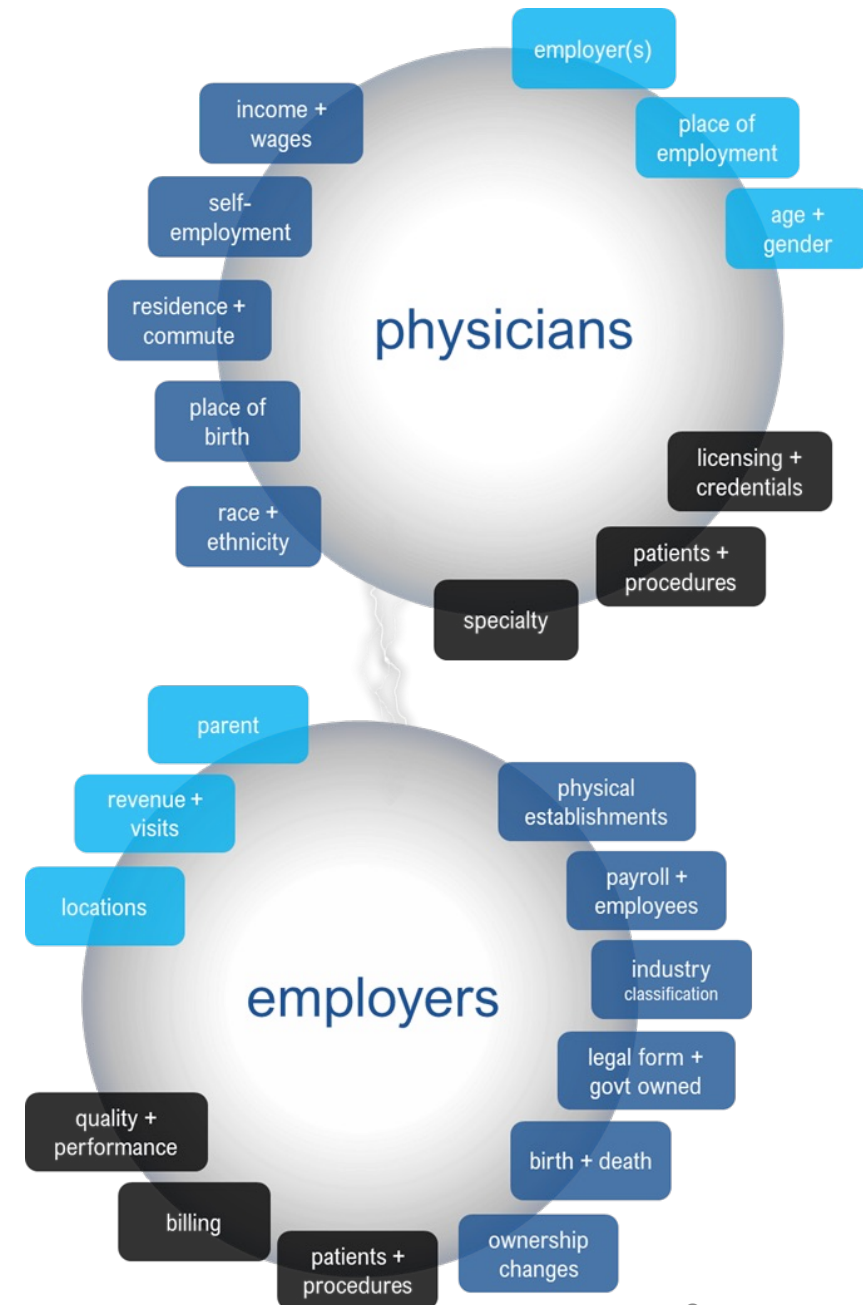 employer(s)
income +
wages
place of
employment
self-
employment
age +
gender
residence +
commute
physicians
place of
birth
licensing +
credentials
race +
ethnicity
patients +
procedures
specialty
parent
physical
establishments
revenue +
visits
payroll +
employees
locations
industry
classification
employers
legal form +
govt owned
quality +
performance
birth + death
billing
ownership
changes
patients +
procedures